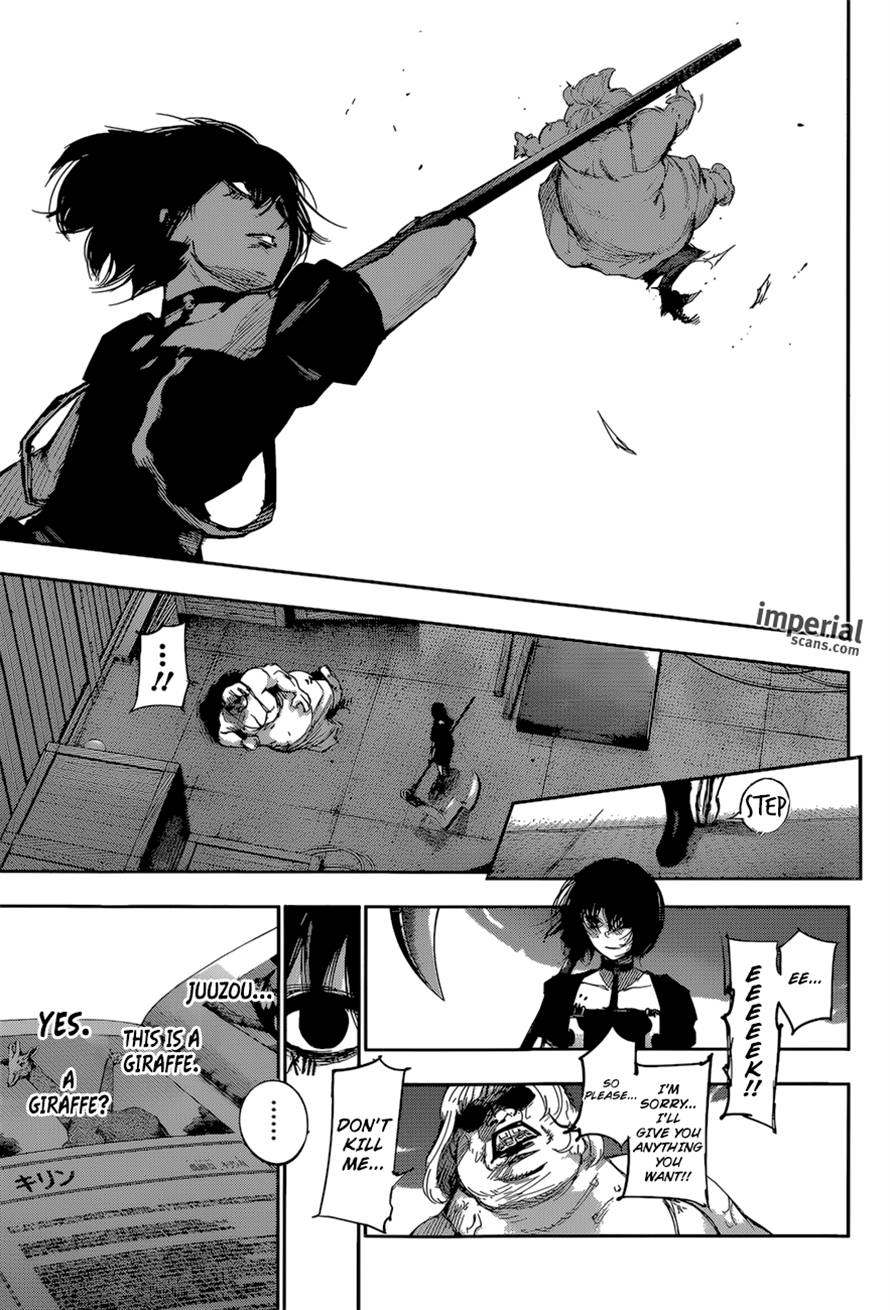 imperial
scans.com
...!!
STEP
EE...
EEEEEEK!!
I'M
SORRY...
I'LL
GIVE YOU
ANYTHING
YOU
WANT!!
SO
PLEASE...
DON'T
KILL
ME...
JUUZOU...
......
THIS IS A
GIRAFFE.
YES.
A
GIRAFFE?
キリン